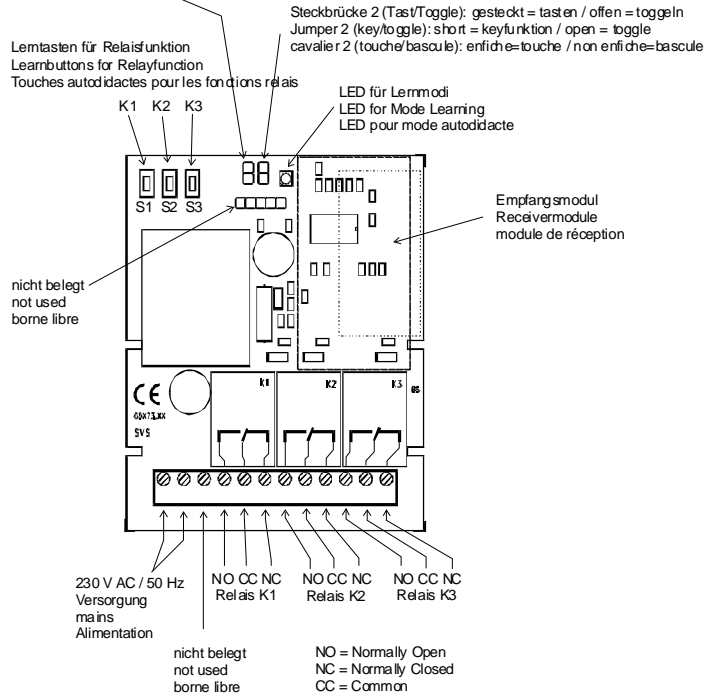 Steckbrücke 2 (Tast/Toggle): gesteckt = tasten / offen = toggeln
Jumper 2 (key/toggle): short = keyfunktion / open = toggle
cavalier 2 (touche/bascule): enfiche=touche / non enfiche=bascule
Lerntasten für Relaisfunktion
Learnbuttons for Relayfunction
Touches autodidactes pour les fonctions relais
K1 K2 K3
LED für Lernmodi
LED for Mode Learning
LED pour mode autodidacte
S1 S2 S3
Empfangsmodul
Receivermodule
module de réception
nicht belegt
not used
borne libre
K1 K2 K3
CE
SVS
230 V AC / 50 Hz
Versorgung
mains
Alimentation
NO CC NC
Relais K1
NO CC NC
Relais K2
NO CC NC
Relais K3
nicht belegt
not used
borne libre
NO = Normally Open
NC = Normally Closed
CC = Common